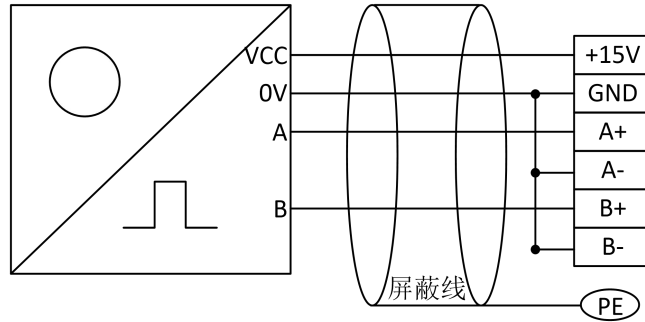 VCC
0V
A
B
+15V
GND
A+
A-
B+
B-
屏蔽线
PE